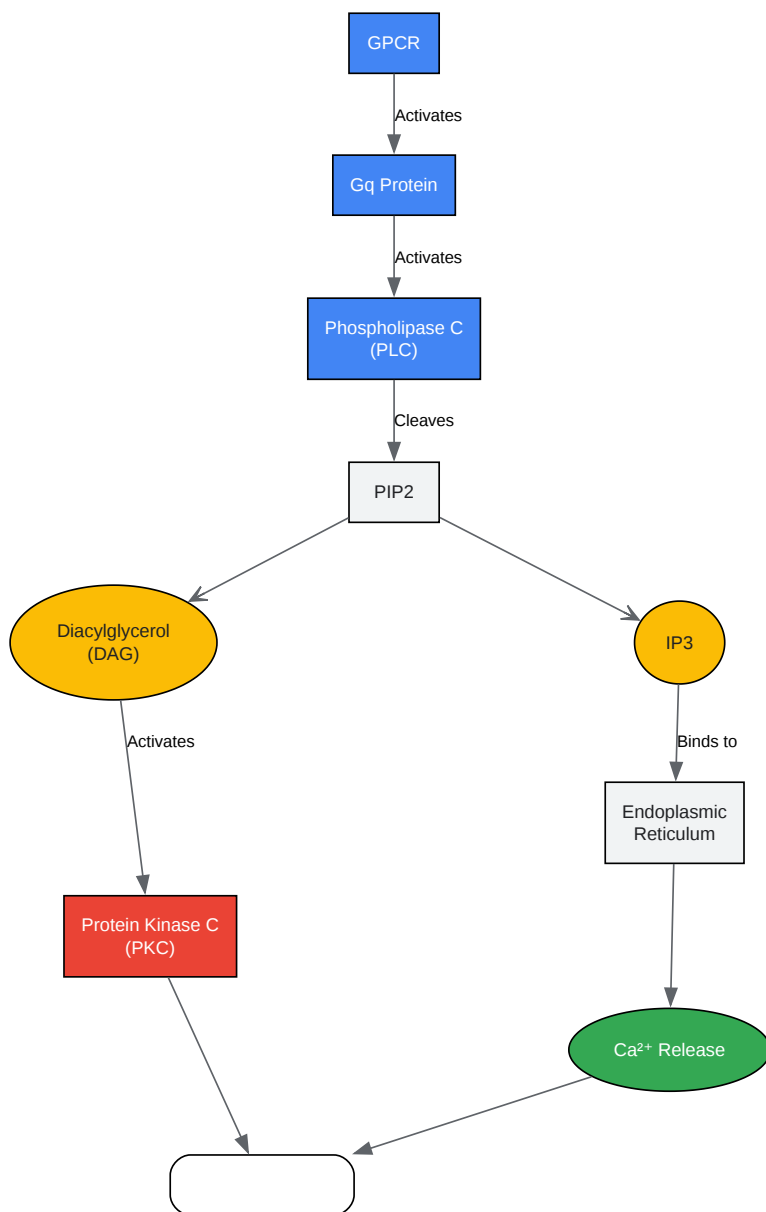 GPCR
Activates
Gq Protein
Activates
Phospholipase C
(PLC)
Cleaves
PIP2
Diacylglycerol
(DAG)
IP3
Activates
Binds to
Endoplasmic
Reticulum
Protein Kinase C
(PKC)
Ca²⁺ Release